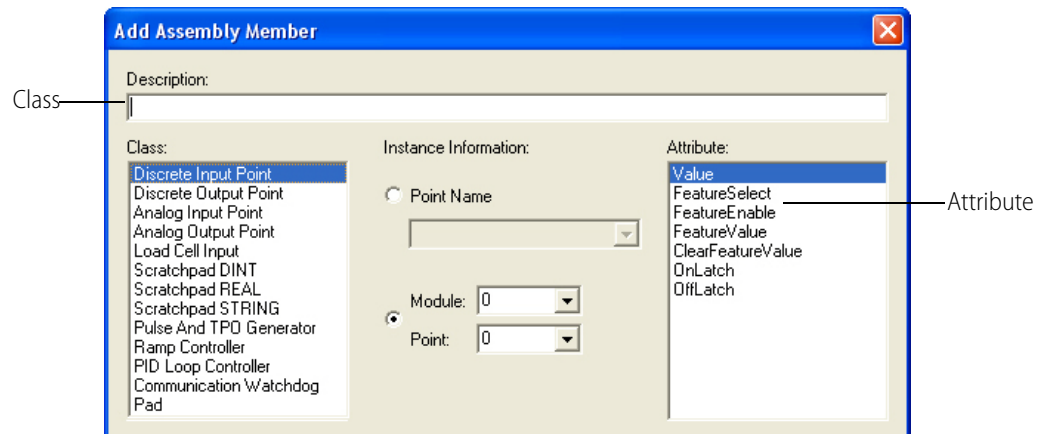 Add Assembly Member
Description:
Class
Class:
Discrete Input Point
Discrete Output Point
Analog Input Point
Analog Output Point
Load Cell Input
Scratchpad DINT
Scratchpad REAL
Scratchpad STRING
Pulse And TPO Generator
Ramp Controller
PID Loop Controller
Communication Watchdog
Pad
Instance Information:
Point Name
Module: 0
Point: 0
Attribute:
Value
FeatureSelect
FeatureEnable
FeatureValue
ClearFeatureValue
OnLatch
OffLatch
Attribute